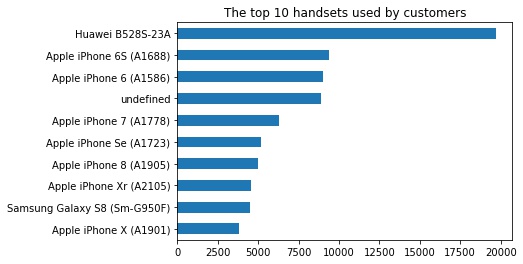 The top 10 handsets used by customers
Huawei B528S-23A
Apple iPhone 6S (A1688)
Apple iPhone 6 (A1586)
undefined
Apple iPhone 7 (A1778)
Apple iPhone Se (A1723)
Apple iPhone 8 (A1905)
Apple iPhone Xr (A2105)
Samsung Galaxy S8 (Sm-G950F)
Apple iPhone X (A1901)
0 2500 5000 7500 10000 12500 15000 17500 20000